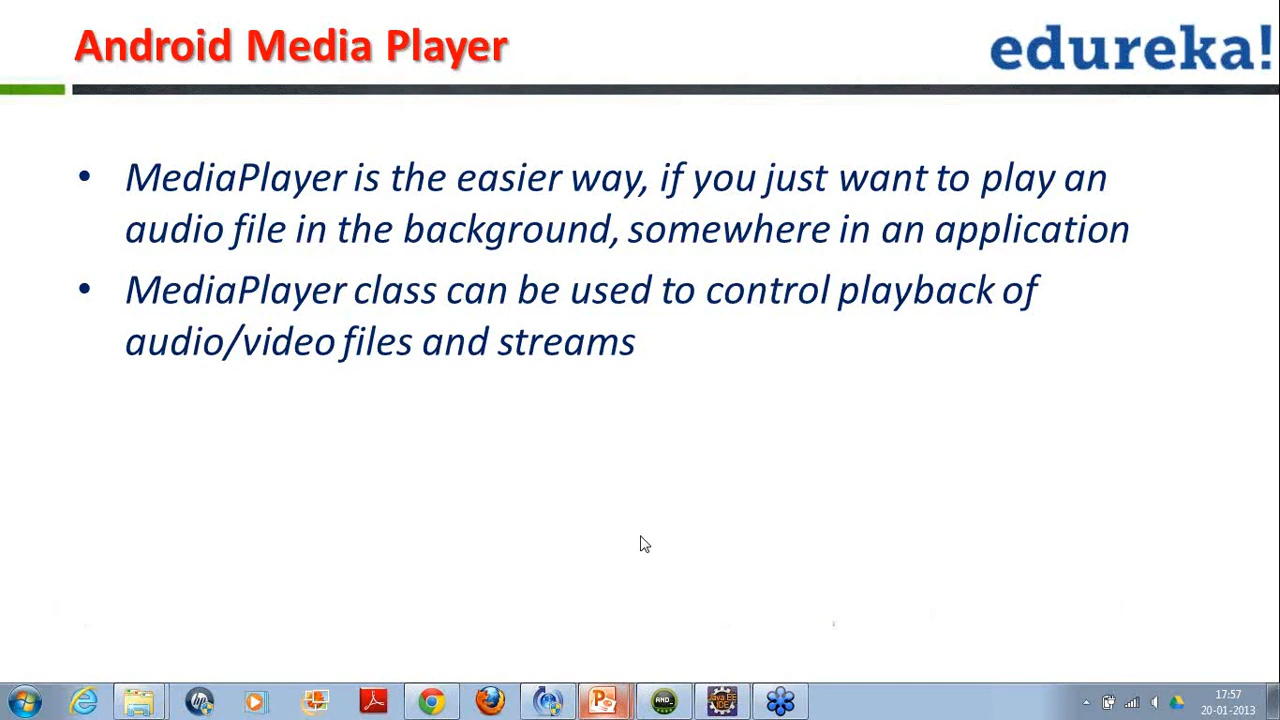 Android Media Player
edureka!
• MediaPlayer is the easier way, if you just want to play an
audio file in the background, somewhere in an application
• MediaPlayer class can be used to control playback of
audio/video files and streams
17:57
20-01-2013